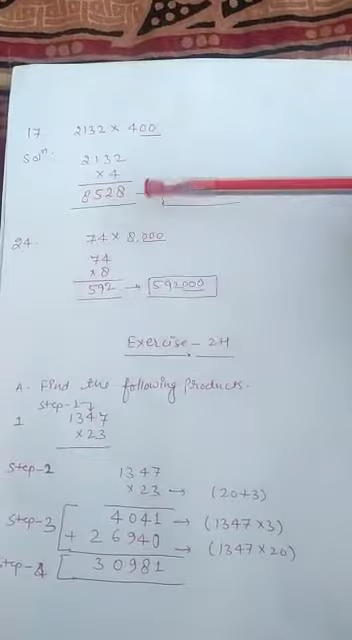 17. 2132 × 400
Solⁿ. 2132
× 4
8528
24. 74 × 8,000
74
×8
592 → 592000
Exercise - 2H
A. Find the following Products.
Step-1
1 1347
×23
Step-2 1347
×23 → (20+3)
Step-3 4041 → (1347×3)
+ 26940 → (1347×20)
Step-4 30981